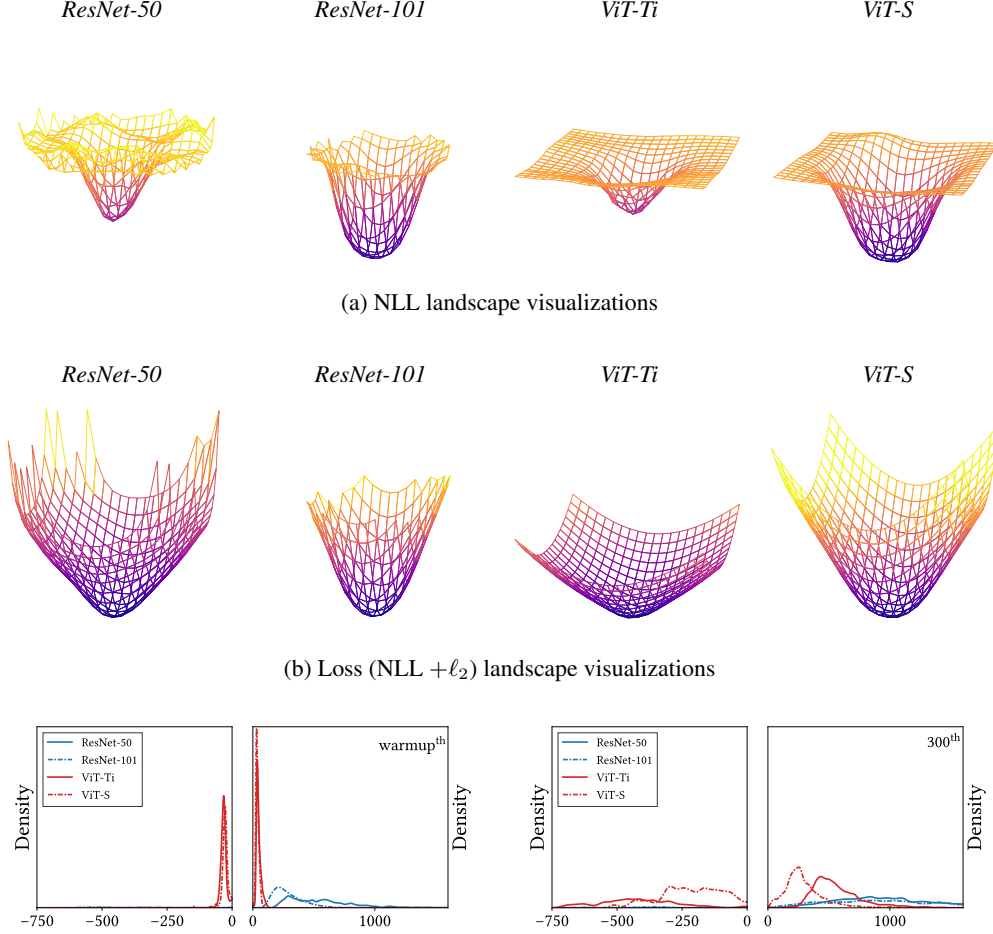 ResNet-50 ResNet-101 ViT-Ti ViT-S
(a) NLL landscape visualizations
ResNet-50 ResNet-101 ViT-Ti ViT-S
(b) Loss (NLL +ℓ₂) landscape visualizations
Density
ResNet-50
ResNet-101
ViT-Ti
ViT-S
warmupᵗʰ
Density
-750 -500 -250 0
0 1000
Density
ResNet-50
ResNet-101
ViT-Ti
ViT-S
300ᵗʰ
Density
-750 -500 -250 0
0 1000